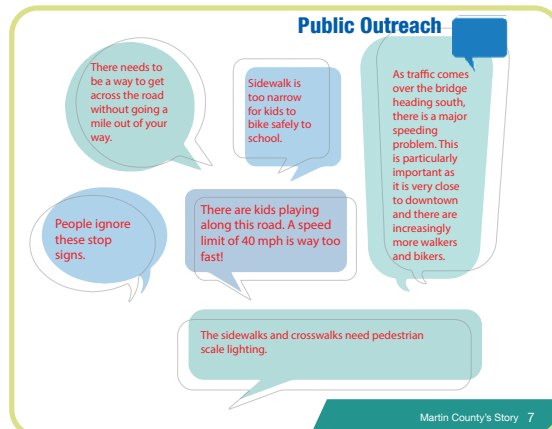 Public Outreach
There needs to
be a way to get
across the road
without going a
mile out of your
way.
Sidewalk is
too narrow
for kids to
bike safely to
school.
As traffic comes
over the bridge
heading south,
there is a major
speeding
problem. This
is particularly
important as
it is very close
to downtown
and there are
increasingly
more walkers
and bikers.
People ignore
these stop
signs.
There are kids playing
along this road. A speed
limit of 40 mph is way too
fast!
The sidewalks and crosswalks need pedestrian
scale lighting.
Martin County's Story 7